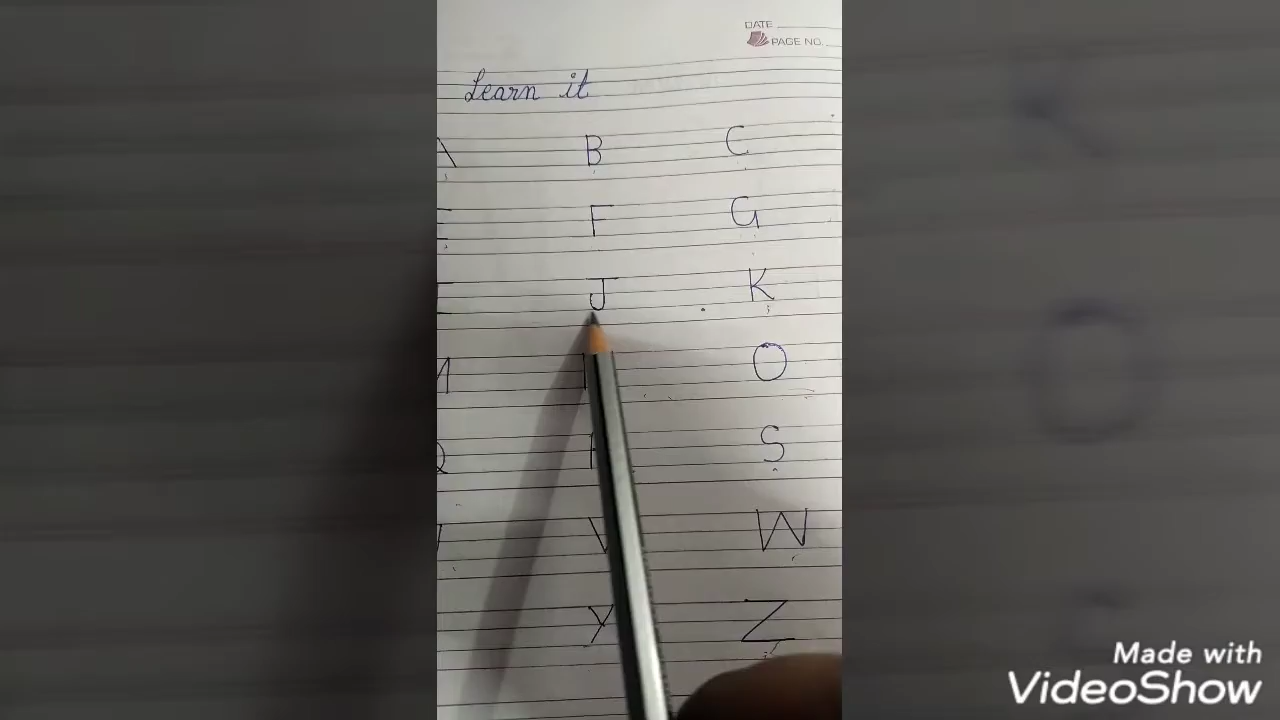 DATE
PAGE NO.
Learn it
A B C
E F G
I J K
M O
Q S
V W
Y Z
Made with
VideoShow